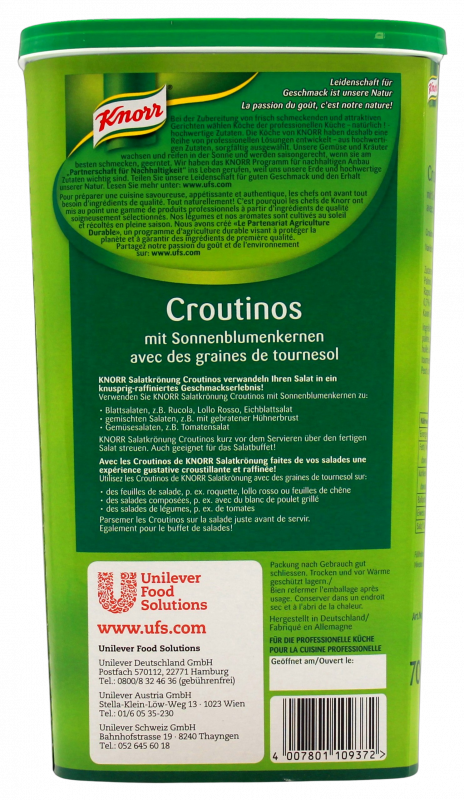 Knorr
Leidenschaft für
Geschmack ist unsere Natur
La passion du goût, c'est notre nature!
Bei der Zubereitung von frisch schmeckenden und attraktiven
Gerichten wählen Köche der professionellen Küche - natürlich! -
hochwertige Zutaten. Die Köche von KNORR haben deshalb eine
Reihe von professionellen Lösungen entwickelt - aus hochwerti-
gen Zutaten, sorgfältig ausgewählt. Unsere Gemüse und Kräuter
wachsen und reifen in der Sonne und werden saisongerecht, wenn sie am
besten schmecken, geerntet. Wir haben das KNORR Programm für nachhaltigen Anbau
„Partnerschaft für Nachhaltigkeit" ins Leben gerufen, weil uns unsere Erde und hochwertige
Zutaten wichtig sind. Teilen Sie unsere Leidenschaft für guten Geschmack und den Erhalt
unserer Natur. Lesen Sie mehr unter: www.ufs.com
Pour préparer une cuisine savoureuse, appétissante et authentique, les chefs ont avant tout
besoin d'ingrédients de qualité. Tout naturellement! C'est pourquoi les chefs de Knorr ont
mis au point une gamme de produits professionnels à partir d'ingrédients de qualité
soigneusement sélectionnés. Nos légumes et nos aromates sont cultivés au soleil
et récoltés en pleine saison. Nous avons créé «Le Partenariat Agriculture
Durable», un programme d'agriculture durable visant à protéger la
planète et à garantir des ingrédients de première qualité.
Partagez notre passion du goût et de l'environnement
sur: www.ufs.com
Croutinos
mit Sonnenblumenkernen
avec des graines de tournesol
KNORR Salatkrönung Croutinos verwandeln Ihren Salat in ein
knusprig-raffiniertes Geschmackserlebnis!
Verwenden Sie KNORR Salatkrönung Croutinos mit Sonnenblumenkernen zu:
• Blattsalaten, z.B. Rucola, Lollo Rosso, Eichblattsalat
• gemischten Salaten, z.B. mit gebratener Hühnerbrust
• Gemüsesalaten, z.B. Tomatensalat
KNORR Salatkrönung Croutinos kurz vor dem Servieren über den fertigen
Salat streuen. Auch geeignet für das Salatbuffet!
Avec les Croutinos de KNORR Salatkrönung faites de vos salades une
expérience gustative croustillante et raffinée!
Utilisez les Croutinos de KNORR Salatkrönung avec des graines de tournesol sur:
• des feuilles de salade, p. ex. roquette, lollo rosso ou feuilles de chêne
• des salades composées, p. ex. avec du blanc de poulet grillé
• des salades de légumes, p. ex. de tomates
Parsemer les Croutinos sur la salade juste avant de servir.
Egalement pour le buffet de salades!
Unilever
Food
Solutions
www.ufs.com
Unilever Food Solutions
Unilever Deutschland GmbH
Postfach 570112, 22771 Hamburg
Tel.: 0800/8 32 46 36 (gebührenfrei)
Unilever Austria GmbH
Stella-Klein-Löw-Weg 13 · 1023 Wien
Tel.: 01/6 05 35-230
Unilever Schweiz GmbH
Bahnhofstrasse 19 · 8240 Thayngen
Tel.: 052 645 60 18
Packung nach Gebrauch gut
schliessen. Trocken und vor Wärme
geschützt lagern./
Bien refermer l'emballage après
usage. Conserver dans un endroit
sec et à l'abri de la chaleur.
Hergestellt in Deutschland/
Fabriqué en Allemagne
FÜR DIE PROFESSIONELLE KÜCHE
POUR LA CUISINE PROFESSIONNELLE
Geöffnet am/Ouvert le:
4 007801 109372 >